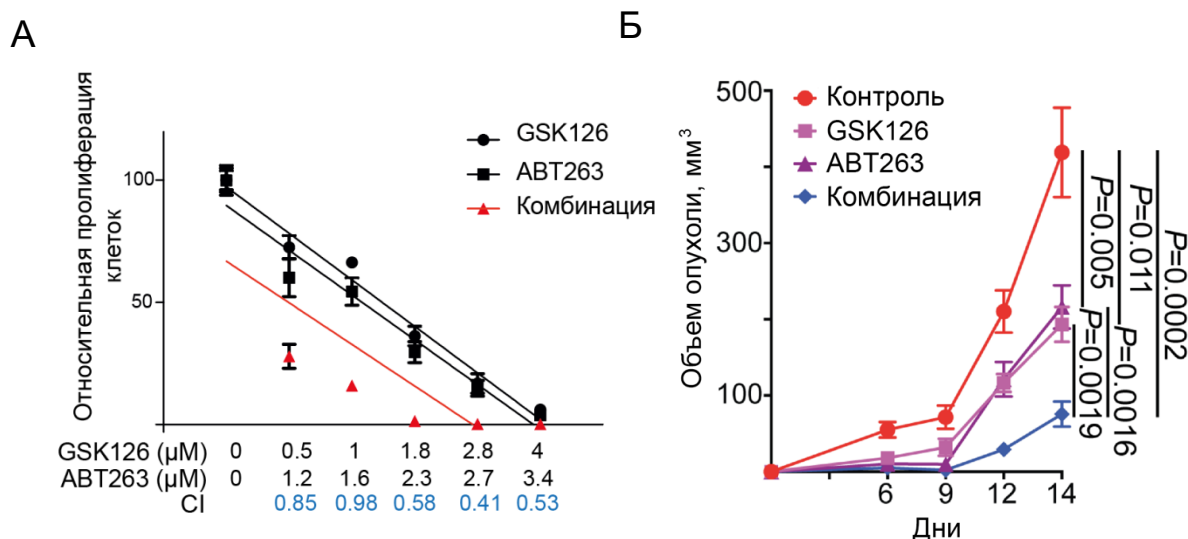 А
Относительная пролиферация
клеток
100
50
GSK126
ABT263
Комбинация
GSK126 (μM) 0 0.5 1 1.8 2.8 4
ABT263 (μM) 0 1.2 1.6 2.3 2.7 3.4
CI 0.85 0.98 0.58 0.41 0.53
Б
Объем опухоли, мм³
500
300
100
Контроль
GSK126
ABT263
Комбинация
P=0.005
P=0.011
P=0.0002
P=0.0019
P=0.0016
6 9 12 14
Дни